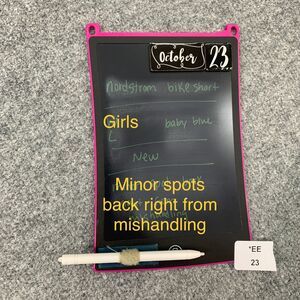 October 23
nordstrom bike short
Girls baby blue
L
New
Minor spots
back right from
mishandling
*EE
23